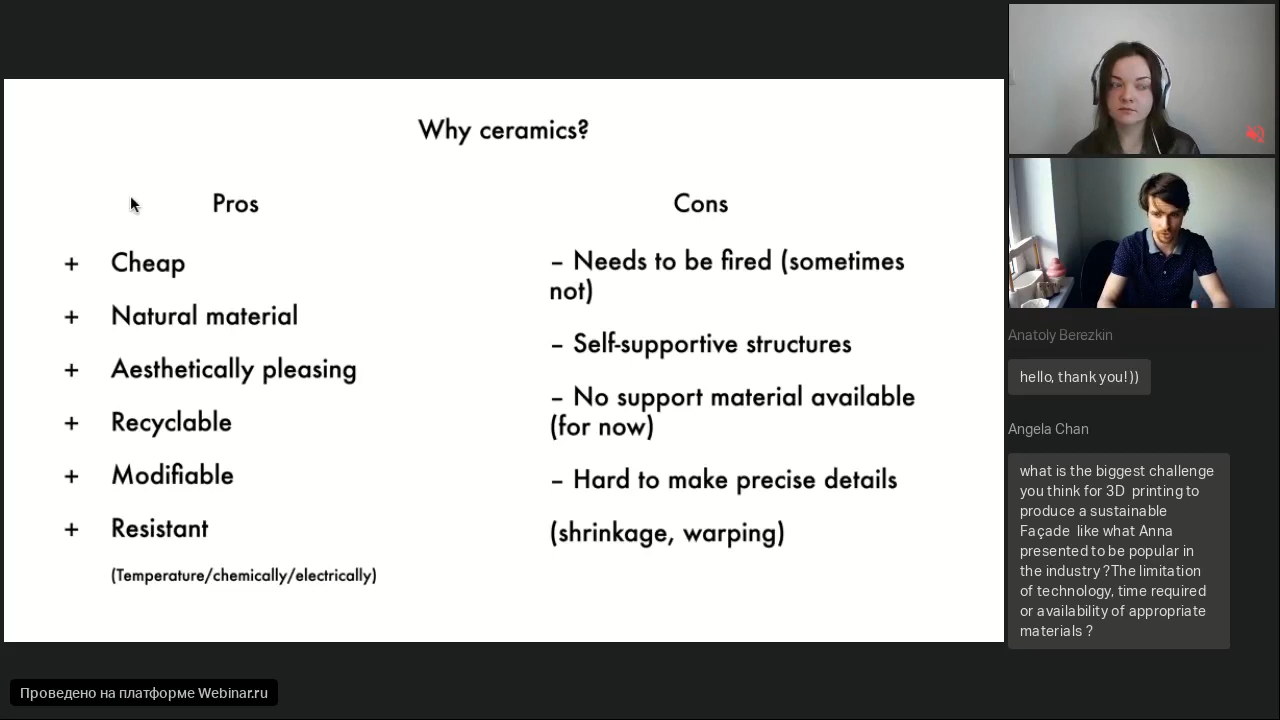 Why ceramics?
Pros
+ Cheap
+ Natural material
+ Aesthetically pleasing
+ Recyclable
+ Modifiable
+ Resistant
(Temperature/chemically/electrically)
Cons
– Needs to be fired (sometimes
not)
– Self-supportive structures
– No support material available
(for now)
– Hard to make precise details
(shrinkage, warping)
Anatoly Berezkin
hello, thank you!))
Angela Chan
what is the biggest challenge
you think for 3D printing to
produce a sustainable
Façade like what Anna
presented to be popular in
the industry ?The limitation
of technology, time required
or availability of appropriate
materials ?
Проведено на платформе Webinar.ru